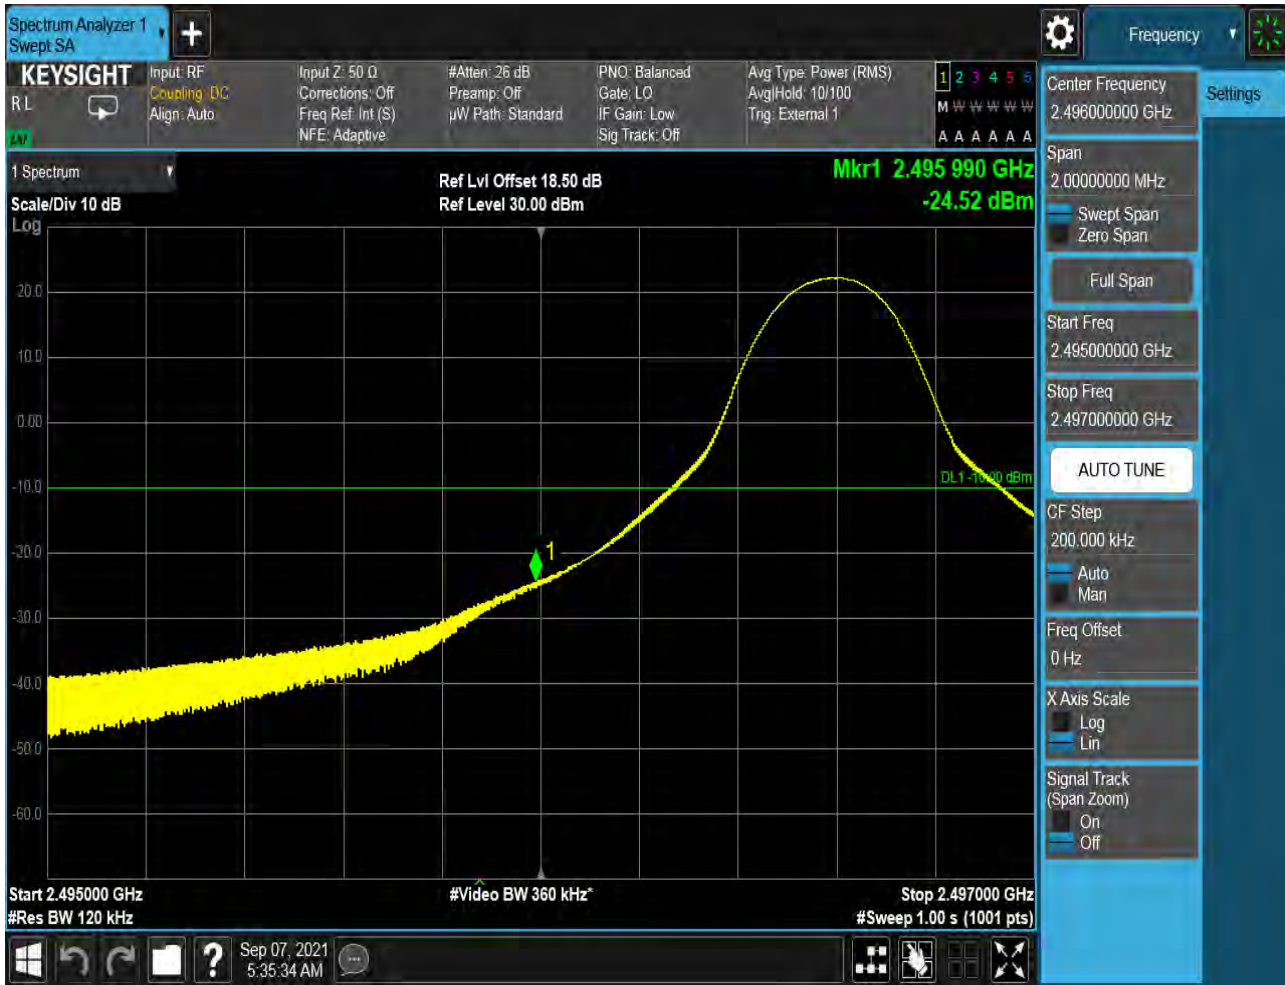 Spectrum Analyzer 1
Swept SA
Frequency
KEYSIGHT
R L
LNI
Input: RF
Coupling: DC
Align: Auto
Input Z: 50 Ω
Corrections: Off
Freq Ref: Int (S)
NFE: Adaptive
#Atten: 26 dB
Preamp: Off
µW Path: Standard
PNO: Balanced
Gate: LO
IF Gain: Low
Sig Track: Off
Avg Type: Power (RMS)
Avg|Hold: 10/100
Trig: External 1
1 2 3 4 5 6
M W W W W W
A A A A A A
1 Spectrum
Scale/Div 10 dB
Log
Ref Lvl Offset 18.50 dB
Ref Level 30.00 dBm
Mkr1 2.495 990 GHz
-24.52 dBm
20.0
10.0
0.00
-10.0
-20.0
-30.0
-40.0
-50.0
-60.0
DL1 -10.00 dBm
1
Start 2.495000 GHz
#Res BW 120 kHz
#Video BW 360 kHz*
Stop 2.497000 GHz
#Sweep 1.00 s (1001 pts)
Sep 07, 2021
5:35:34 AM
Center Frequency
2.496000000 GHz
Settings
Span
2.00000000 MHz
Swept Span
Zero Span
Full Span
Start Freq
2.495000000 GHz
Stop Freq
2.497000000 GHz
AUTO TUNE
CF Step
200.000 kHz
Auto
Man
Freq Offset
0 Hz
X Axis Scale
Log
Lin
Signal Track
(Span Zoom)
On
Off